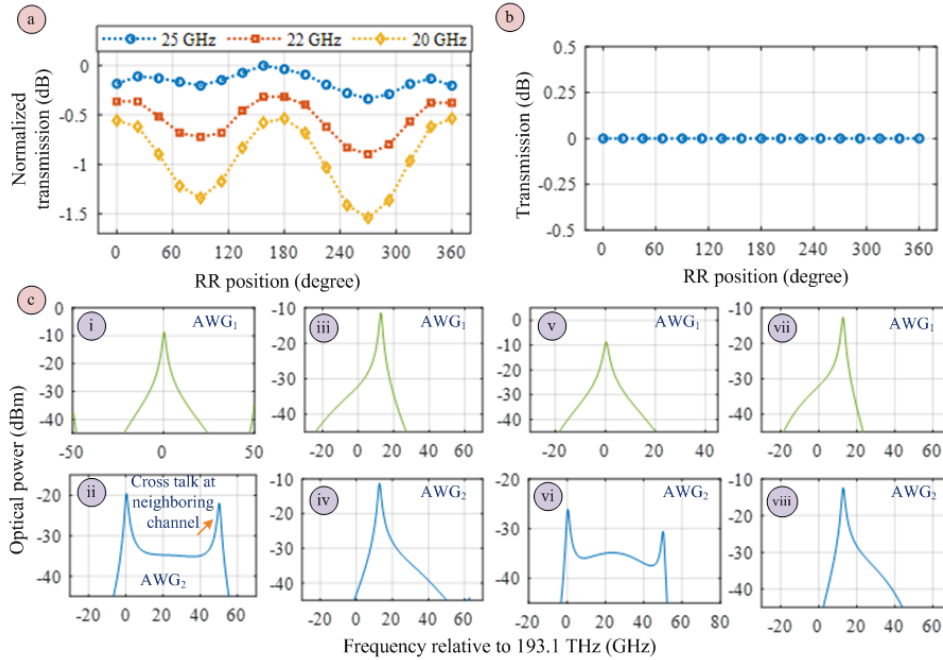 a
25 GHz 22 GHz 20 GHz
Normalized
transmission (dB)
0
-0.5
-1
-1.5
0 60 120 180 240 300 360
RR position (degree)
b
Transmission (dB)
0.5
0.25
0
-0.25
-0.5
0 60 120 180 240 300 360
RR position (degree)
c
Optical power (dBm)
i
AWG1
0
-10
-20
-30
-40
-50 0 50
iii
AWG1
-10
-20
-30
-40
-20 0 20 40 60
v
AWG1
0
-10
-20
-30
-40
-20 0 20 40
vii
AWG1
-10
-20
-30
-40
-20 0 20 40 60
ii
Cross talk at
neighboring
channel
AWG2
-20
-30
-40
-20 0 20 40 60
iv
AWG2
-10
-20
-30
-40
-20 0 20 40 60
vi
AWG2
-20
-30
-40
-20 0 20 40 60 80
viii
AWG2
-10
-20
-30
-40
-20 0 20 40 60
Frequency relative to 193.1 THz (GHz)